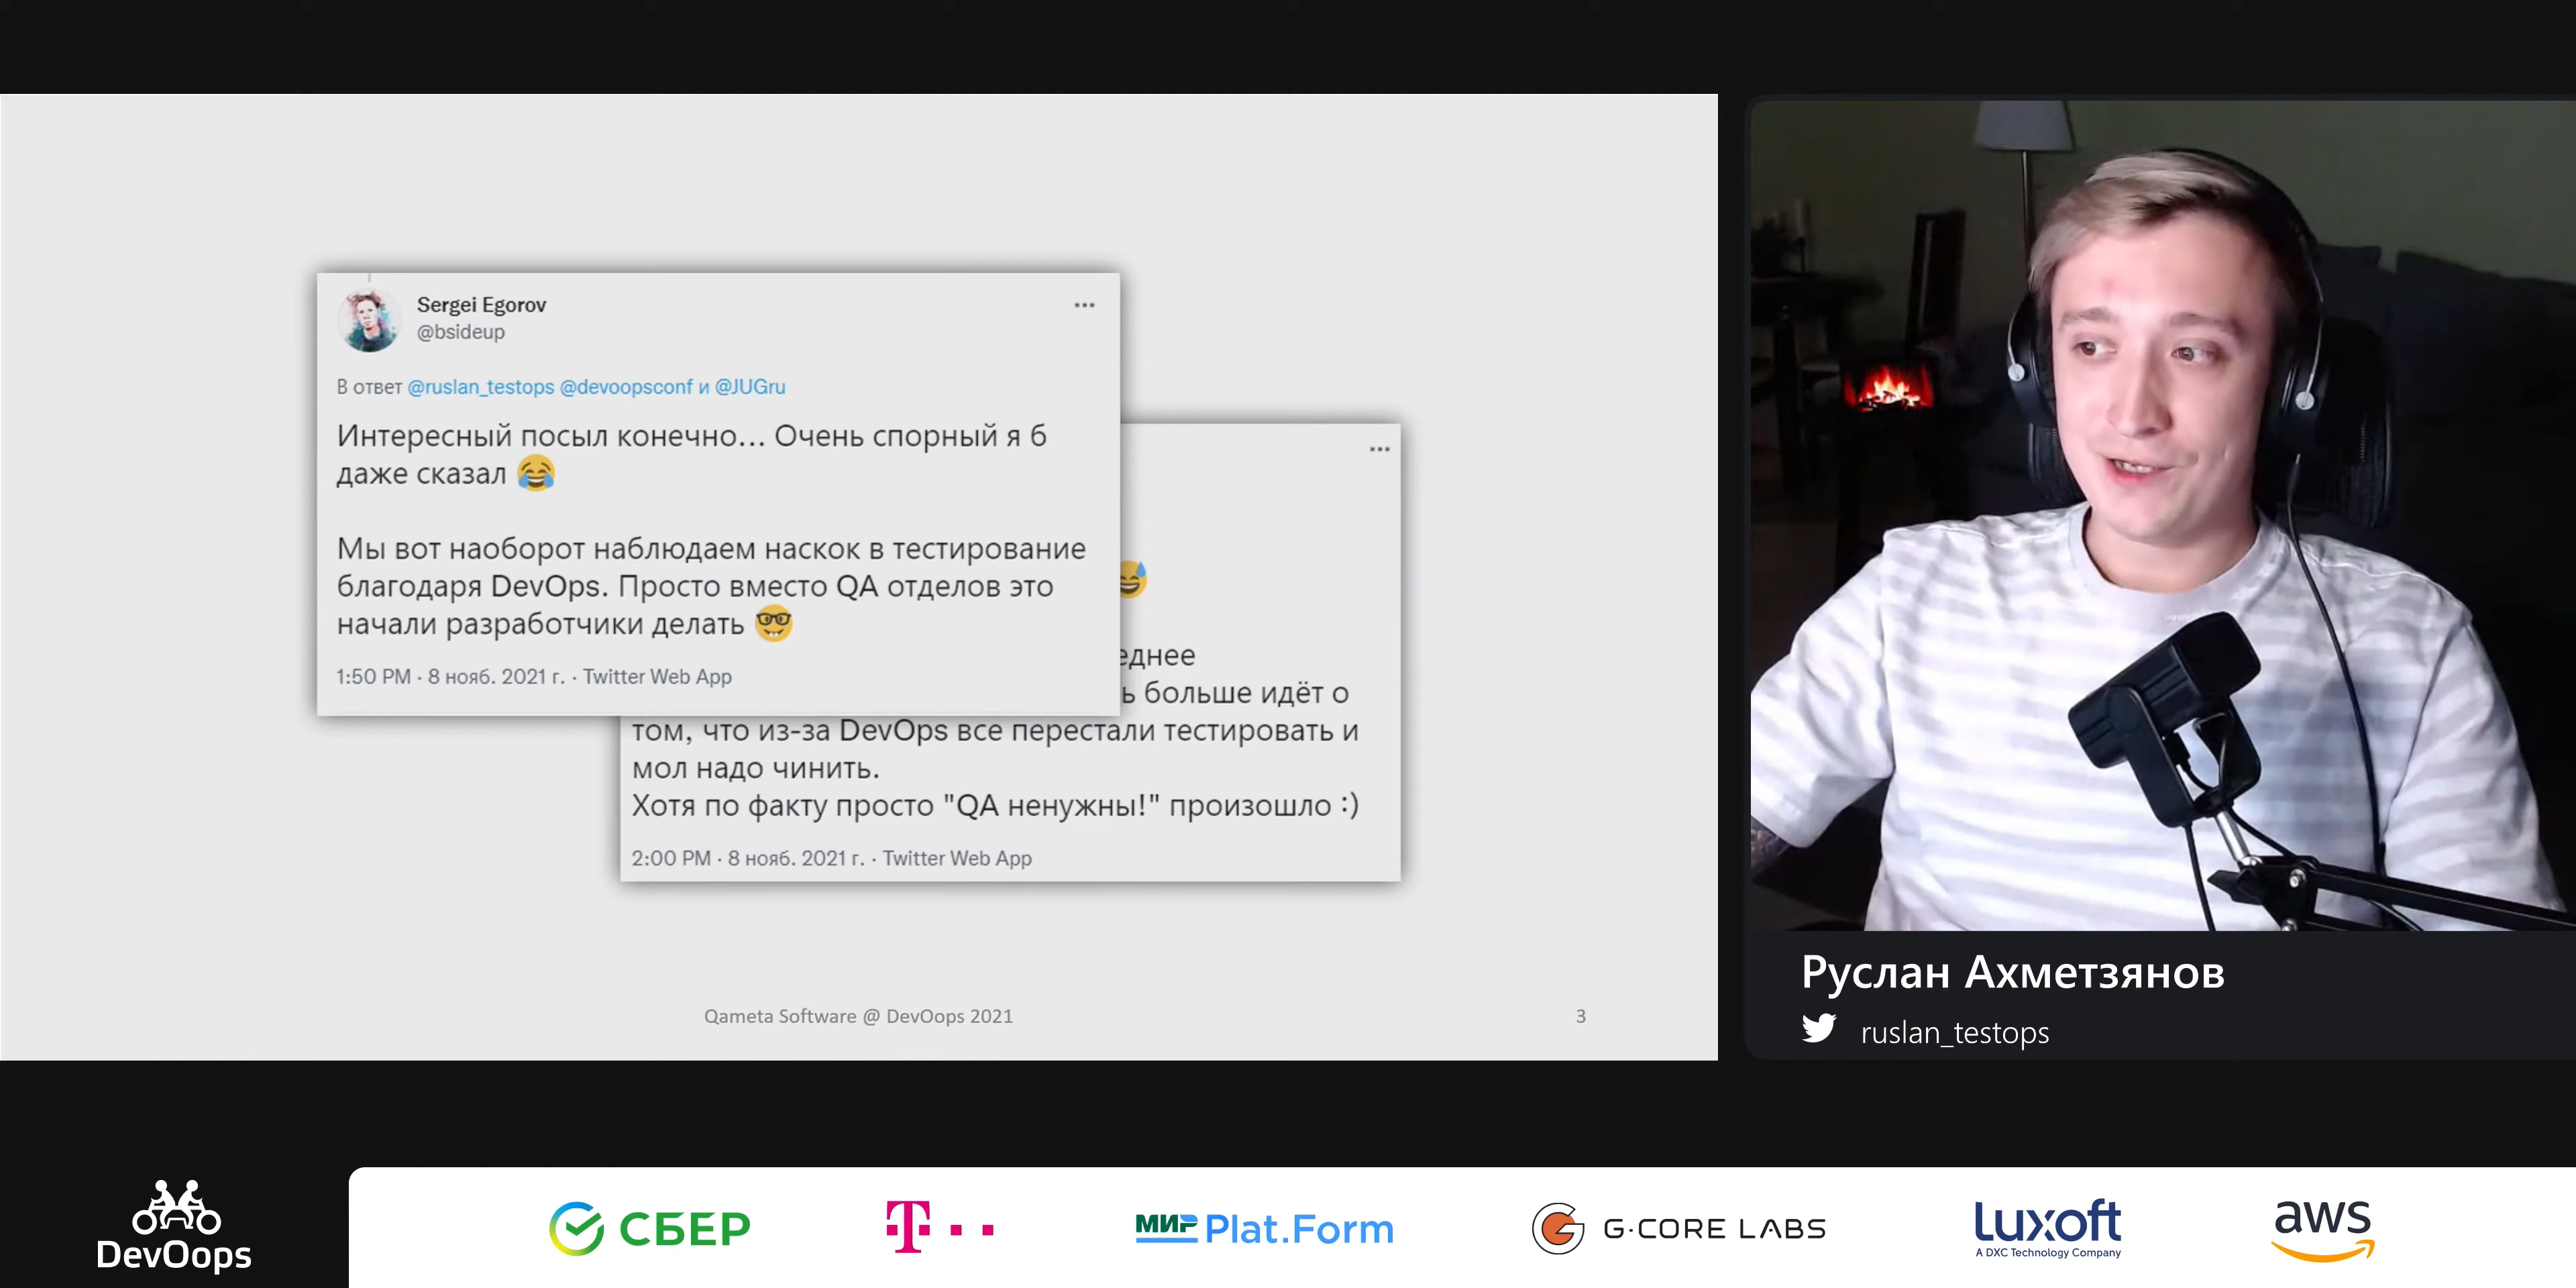 Sergei Egorov
@bsideup
В ответ @ruslan_testops @devoopsconf и @JUGru
Интересный посыл конечно... Очень спорный я б
даже сказал 😂
Мы вот наоборот наблюдаем наскок в тестирование
благодаря DevOps. Просто вместо QA отделов это
начали разработчики делать 🤓
1:50 PM · 8 нояб. 2021 г. · Twitter Web App
больше идёт о
том, что из-за DevOps все перестали тестировать и
мол надо чинить.
Хотя по факту просто "QA ненужны!" произошло :)
2:00 PM · 8 нояб. 2021 г. · Twitter Web App
Qameta Software @ DevOops 2021
3
Руслан Ахметзянов
ruslan_testops
DevOops
СБЕР
T
МИР Plat.Form
G·CORE LABS
Luxoft
A DXC Technology Company
aws